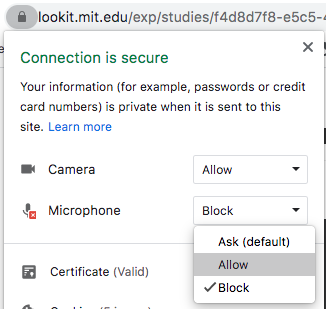 lookit.mit.edu/exp/studies/f4d8d7f8-e5c5-4
Connection is secure
Your information (for example, passwords or credit
card numbers) is private when it is sent to this
site. Learn more
Camera Allow
Microphone Block
Ask (default)
Allow
Block
Certificate (Valid)